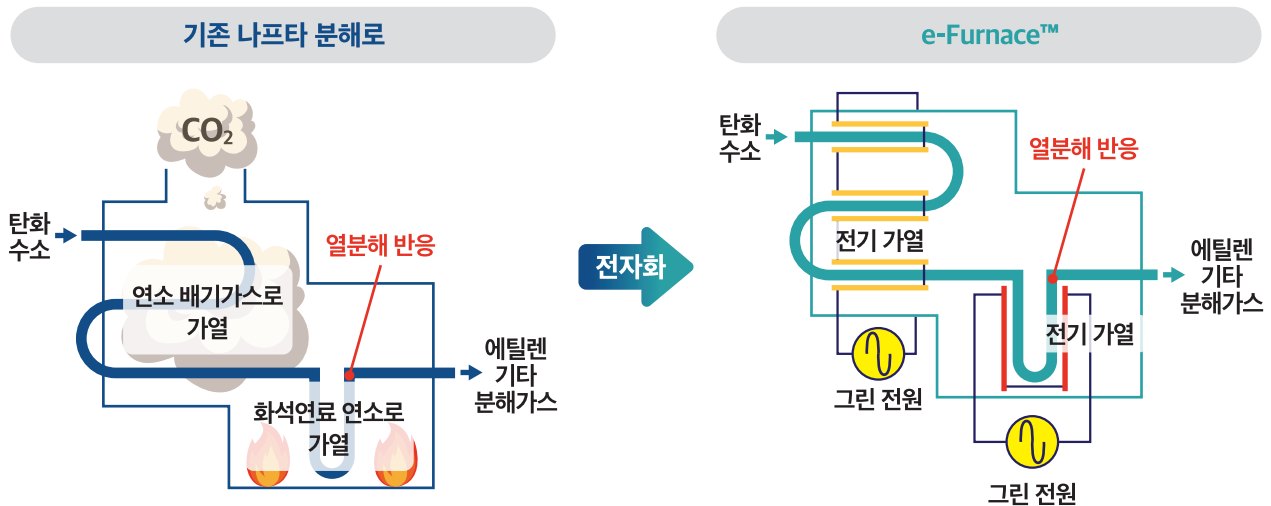 기존 나프타 분해로
CO₂
탄화
수소
열분해 반응
연소 배기가스로
가열
에틸렌
기타
분해가스
화석연료 연소로
가열
전자화
e-Furnace™
탄화
수소
열분해 반응
전기 가열
에틸렌
기타
분해가스
전기 가열
그린 전원
그린 전원